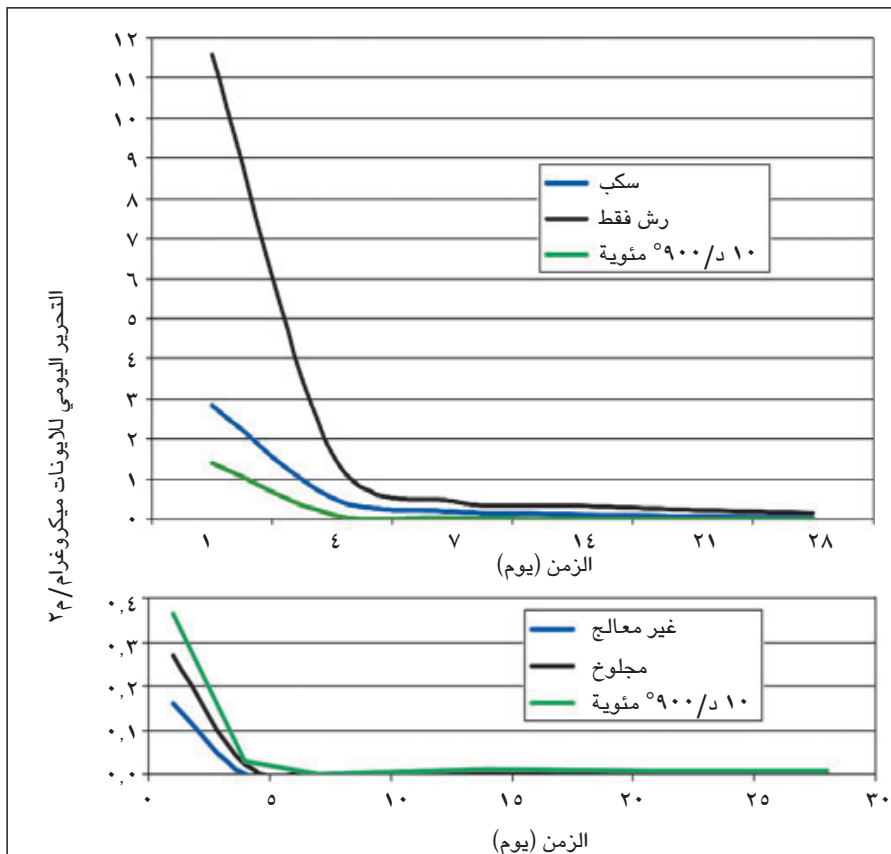 ١٢
١١
١٠
٩
٨
٧
٦
٥
٤
٣
٢
١
٠
سكب
رش فقط
١٠ د/٩٠٠° مئوية
١ ٤ ٧ ١٤ ٢١ ٢٨
الزمن (يوم)
التحرير اليومي للايونات ميكروغرام/م٢
٠,٤
٠,٣
٠,٢
٠,١
٠,٠
غير معالج
مجلوخ
١٠ د/٩٠٠° مئوية
٠ ٥ ١٠ ١٥ ٢٠ ٢٥ ٣٠
الزمن (يوم)